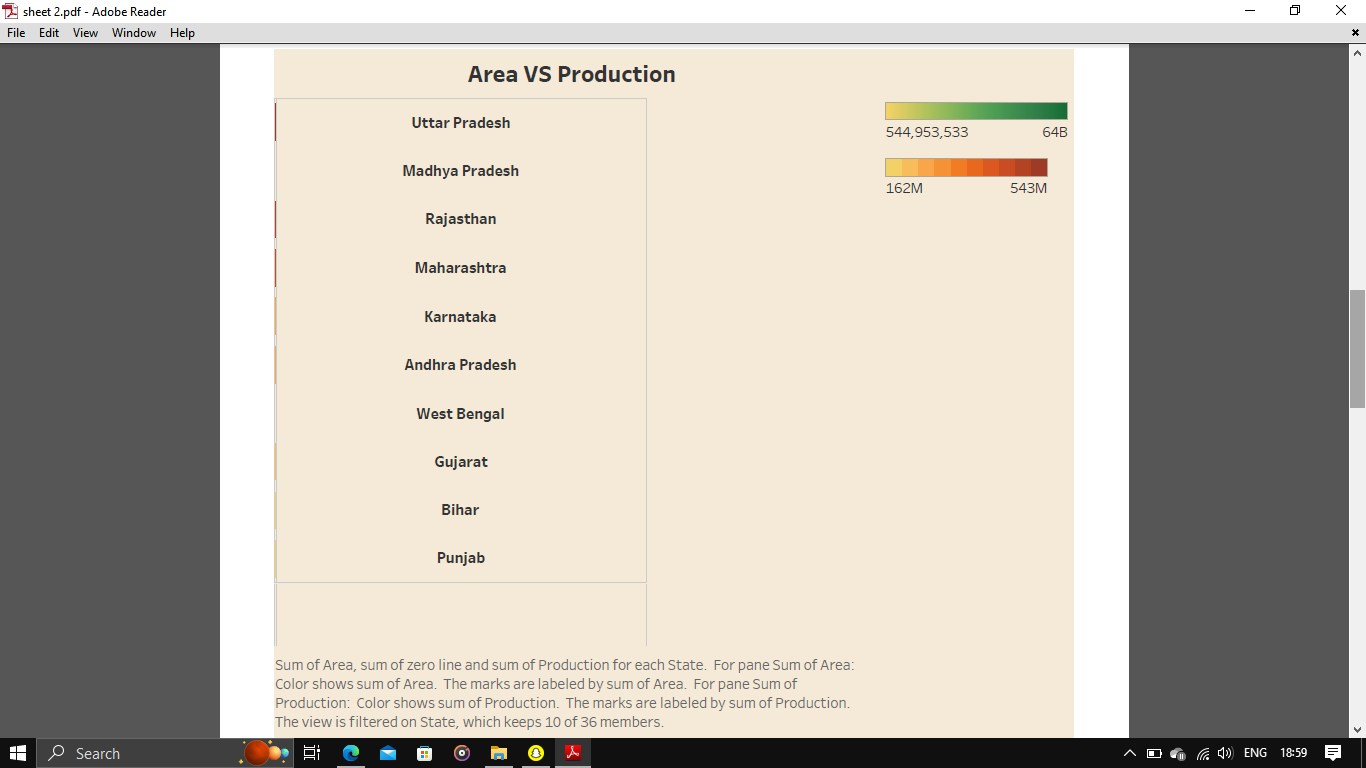 sheet 2.pdf - Adobe Reader
File Edit View Window Help
Area VS Production
Uttar Pradesh
Madhya Pradesh
Rajasthan
Maharashtra
Karnataka
Andhra Pradesh
West Bengal
Gujarat
Bihar
Punjab
544,953,533 64B
162M 543M
Sum of Area, sum of zero line and sum of Production for each State.  For pane Sum of Area:
Color shows sum of Area.  The marks are labeled by sum of Area.  For pane Sum of
Production:  Color shows sum of Production.  The marks are labeled by sum of Production.
The view is filtered on State, which keeps 10 of 36 members.
Search
ENG 18:59